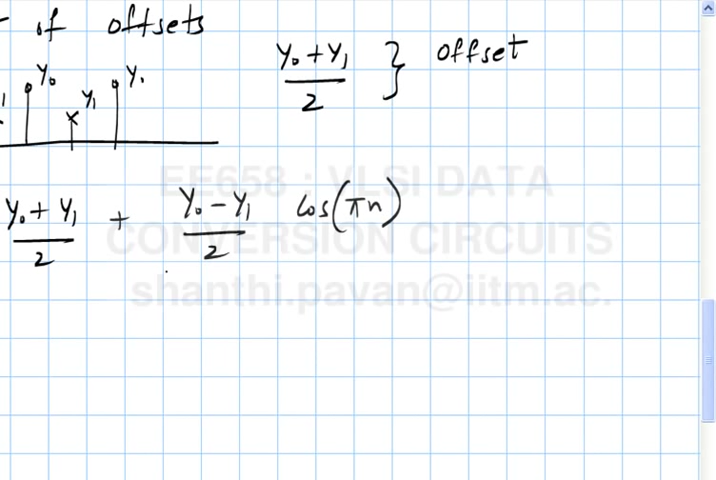 of offsets
Y₀ + Y₁ / 2 } offset
Y₀ Y₁ Y₁
Y₀ + Y₁ / 2 + Y₀ - Y₁ / 2 cos(πn)
EE658 : VLSI DATA
CONVERSION CIRCUITS
shanthi.pavan@iitm.ac.